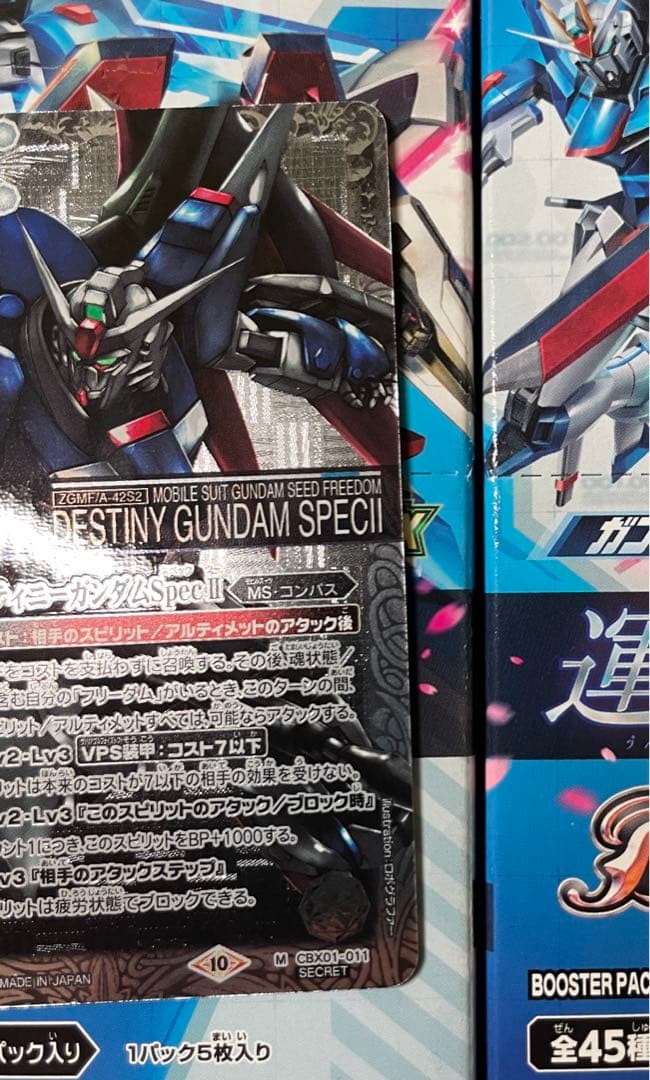 ZGMF/A-42S2 MOBILE SUIT GUNDAM SEED FREEDOM
DESTINY GUNDAM SPECII
ティニーガンダムSpecⅡ
MS・コンパス
スト:相手のスピリット/アルティメットのアタック後
をコストを支払わずに召喚する。その後、魂状態/
含む自分の「フリーダム」がいるとき、このターンの間、
ピリット/アルティメットすべては、可能ならアタックする。
v2・Lv3 VPS装甲:コスト7以下
リットは本来のコストが7以下の相手の効果を受けない。
v2・Lv3『このスピリットのアタック/ブロック時』
ント1につき、このスピリットをBP+1000する。
v3『相手のアタックステップ』
リットは疲労状態でブロックできる。
Illustration:ロボグラファー
MADE IN JAPAN
10
M CBX01-011
SECRET
パック入り
1パック5枚入り
ガン
運
BOOSTER PAC
全45種